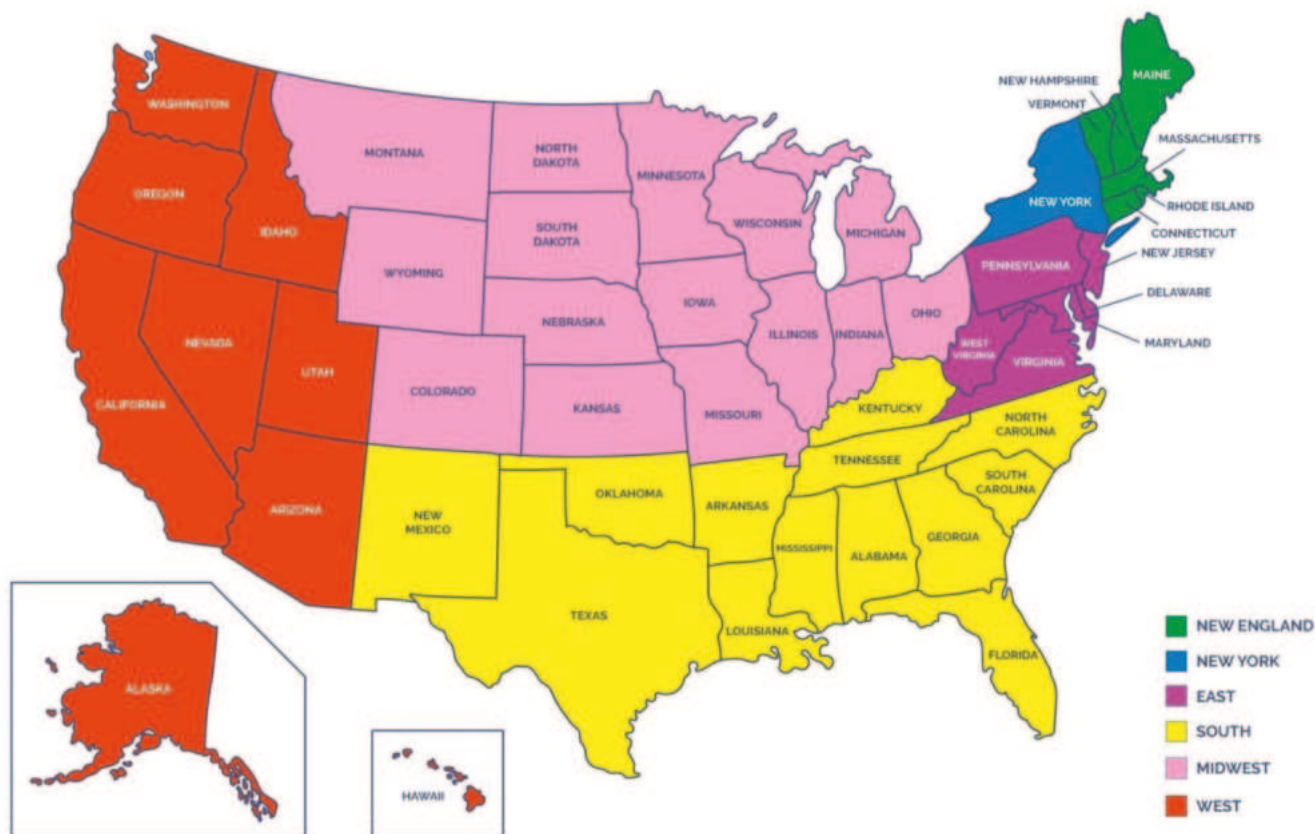 MAINE
NEW HAMPSHIRE
VERMONT
WASHINGTON
MASSACHUSETTS
MONTANA
NORTH
DAKOTA
MINNESOTA
OREGON
NEW YORK
RHODE ISLAND
WISCONSIN
IDAHO
SOUTH
DAKOTA
MICHIGAN
CONNECTICUT
NEW JERSEY
PENNSYLVANIA
WYOMING
DELAWARE
IOWA
OHIO
NEBRASKA
ILLINOIS
INDIANA
NEVADA
WEST
VIRGINIA
MARYLAND
VIRGINIA
UTAH
COLORADO
CALIFORNIA
KANSAS
MISSOURI
KENTUCKY
NORTH
CAROLINA
TENNESSEE
SOUTH
CAROLINA
OKLAHOMA
ARIZONA
NEW
MEXICO
ARKANSAS
GEORGIA
MISSISSIPPI
ALABAMA
TEXAS
LOUISIANA
FLORIDA
ALASKA
HAWAII
NEW ENGLAND
NEW YORK
EAST
SOUTH
MIDWEST
WEST